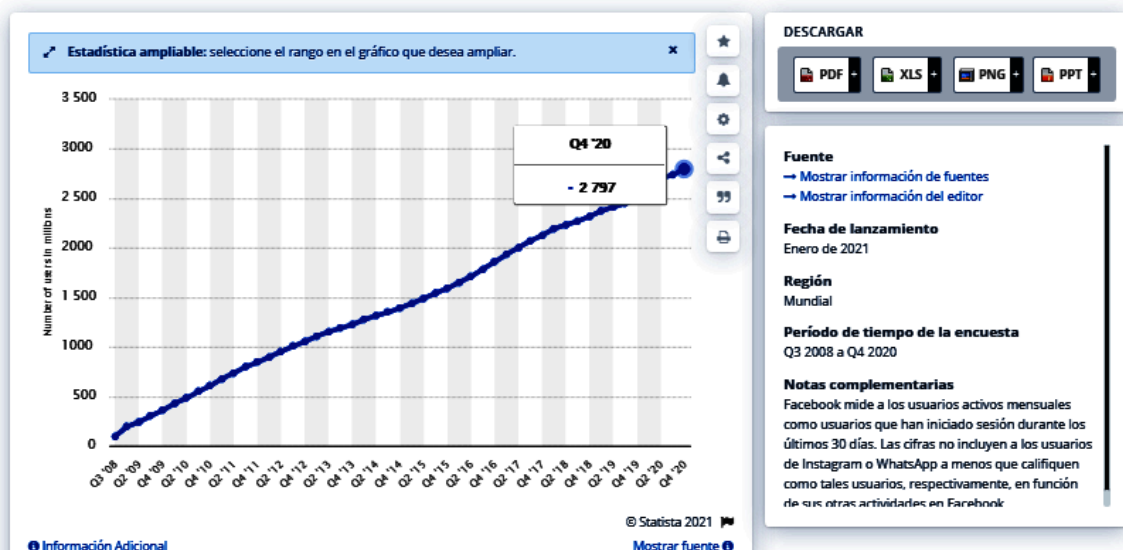 Estadística ampliable: seleccione el rango en el gráfico que desea ampliar.
×
3 500
3000
2 500
2000
1 500
1000
500
0
Number of users in millions
Q4 '20
- 2 797
Q3 '08
Q2 '09
Q4 '09
Q2 '10
Q4 '10
Q2 '11
Q4 '11
Q2 '12
Q4 '12
Q2 '13
Q4 '13
Q2 '14
Q4 '14
Q2 '15
Q4 '15
Q2 '16
Q4 '16
Q2 '17
Q4 '17
Q2 '18
Q4 '18
Q2 '19
Q4 '19
Q2 '20
Q4 '20
© Statista 2021
Información Adicional
Mostrar fuente
DESCARGAR
PDF +
XLS +
PNG +
PPT +
Fuente
→ Mostrar información de fuentes
→ Mostrar información del editor
Fecha de lanzamiento
Enero de 2021
Región
Mundial
Período de tiempo de la encuesta
Q3 2008 a Q4 2020
Notas complementarias
Facebook mide a los usuarios activos mensuales
como usuarios que han iniciado sesión durante los
últimos 30 días. Las cifras no incluyen a los usuarios
de Instagram o WhatsApp a menos que califiquen
como tales usuarios, respectivamente, en función
de sus otras actividades en Facebook